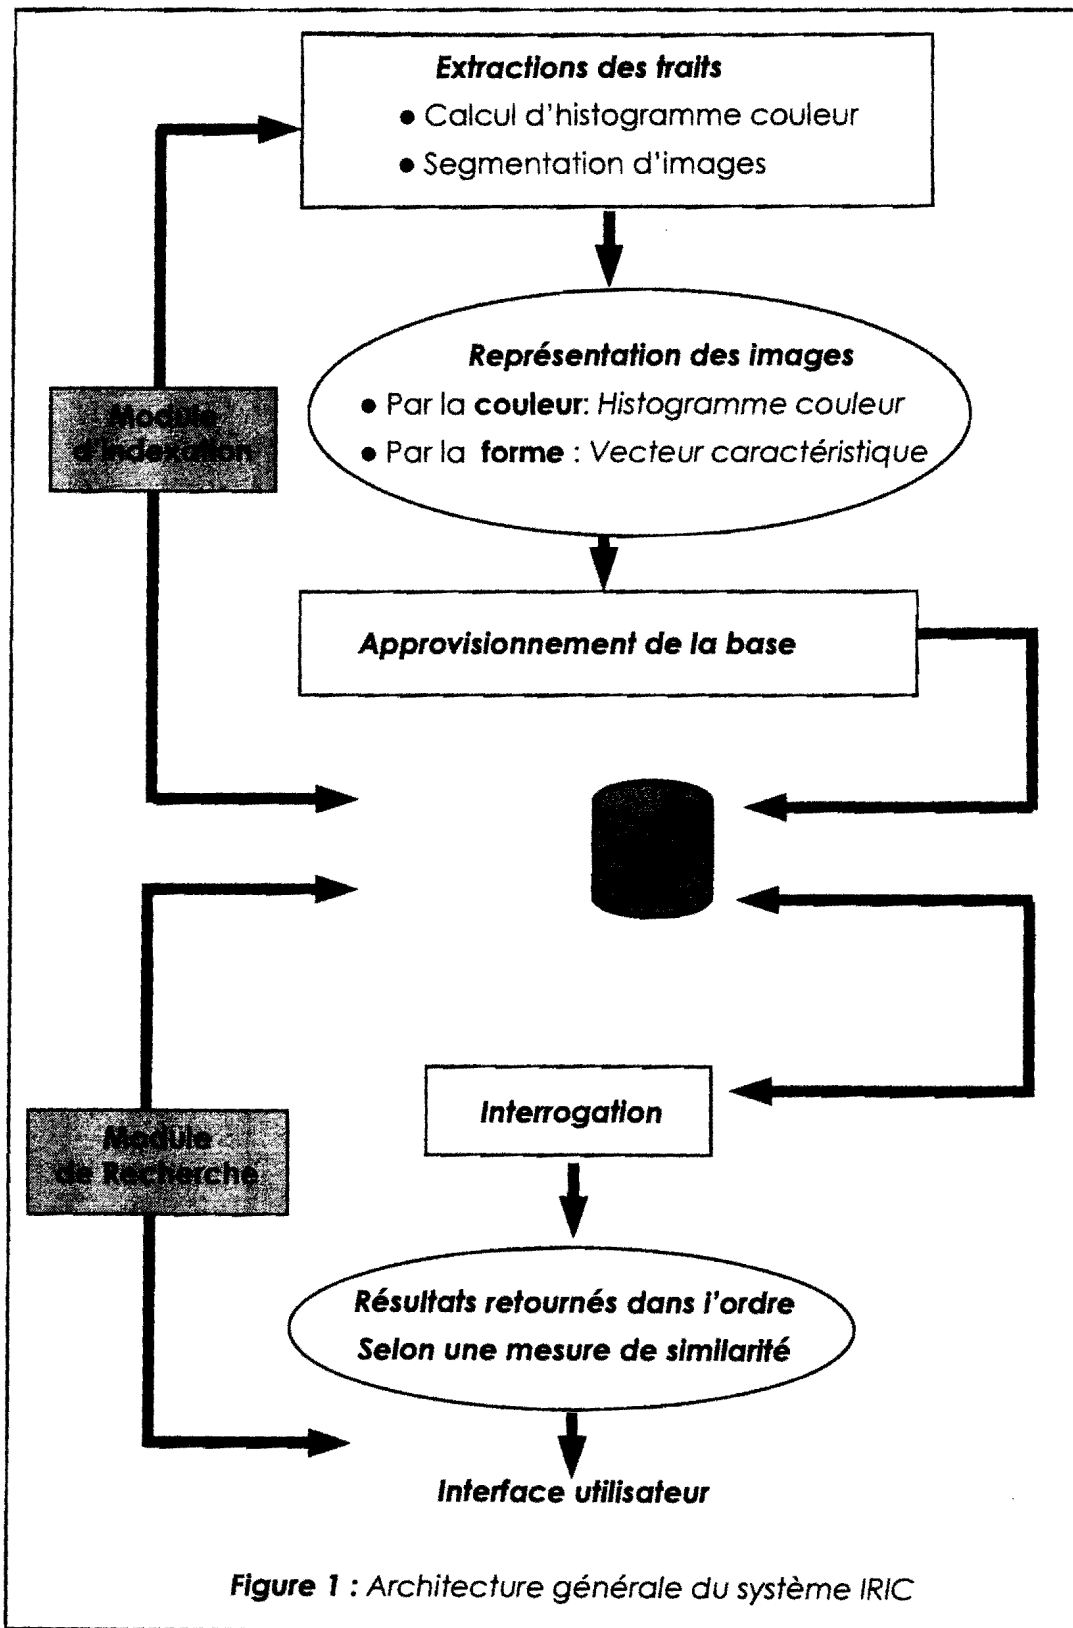 Extractions des traits
● Calcul d'histogramme couleur
● Segmentation d'images
Représentation des images
● Par la couleur: Histogramme couleur
● Par la forme : Vecteur caractéristique
Module
d'Indexation
Approvisionnement de la base
Interrogation
Module
de Recherche
Résultats retournés dans l'ordre
Selon une mesure de similarité
Interface utilisateur
Figure 1 : Architecture générale du système IRIC